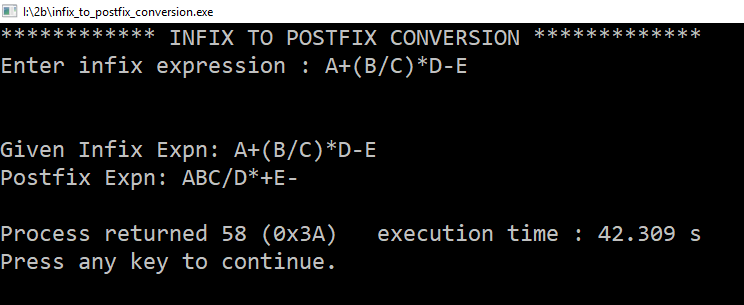 I:\2b\infix_to_postfix_conversion.exe
************ INFIX TO POSTFIX CONVERSION *************
Enter infix expression : A+(B/C)*D-E
Given Infix Expn: A+(B/C)*D-E
Postfix Expn: ABC/D*+E-
Process returned 58 (0x3A)   execution time : 42.309 s
Press any key to continue.